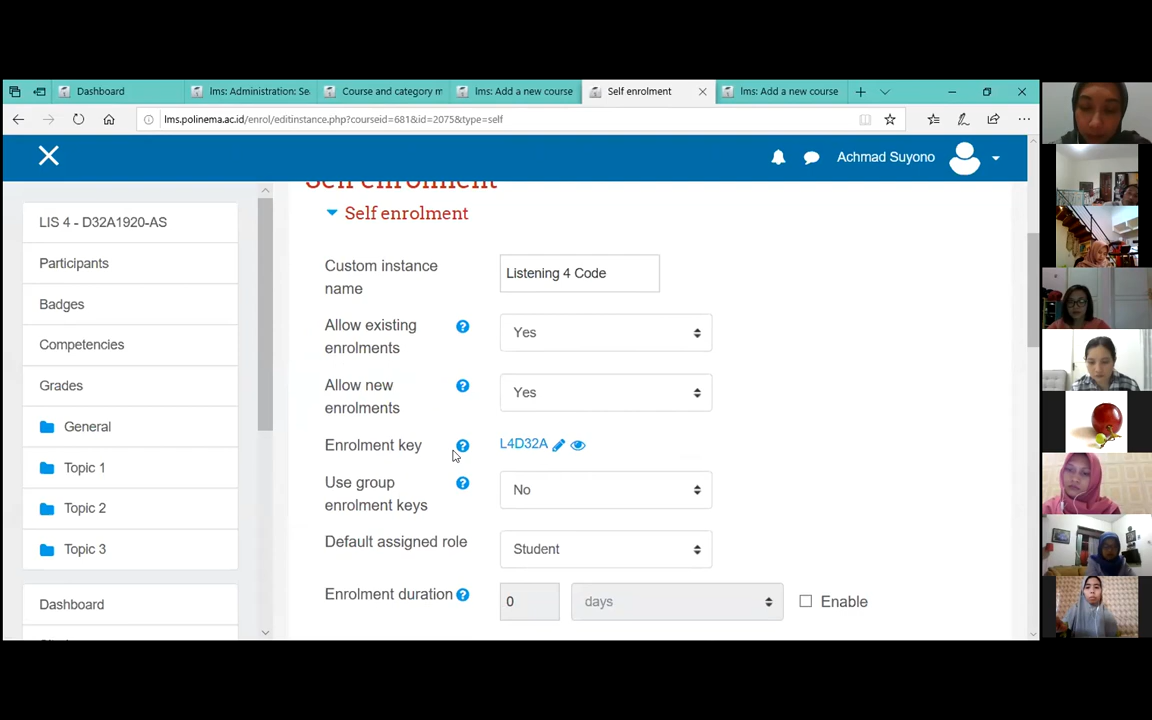 Dashboard
lms: Administration: Se
Course and category m
lms: Add a new course
Self enrolment
lms: Add a new course
lms.polinema.ac.id/enrol/editinstance.php?courseid=681&id=2075&type=self
Achmad Suyono
LIS 4 - D32A1920-AS
Participants
Badges
Competencies
Grades
General
Topic 1
Topic 2
Topic 3
Dashboard
Self enrolment
Self enrolment
Custom instance
name
Listening 4 Code
Allow existing
enrolments
Yes
Allow new
enrolments
Yes
Enrolment key
L4D32A
Use group
enrolment keys
No
Default assigned role
Student
Enrolment duration
0
days
Enable